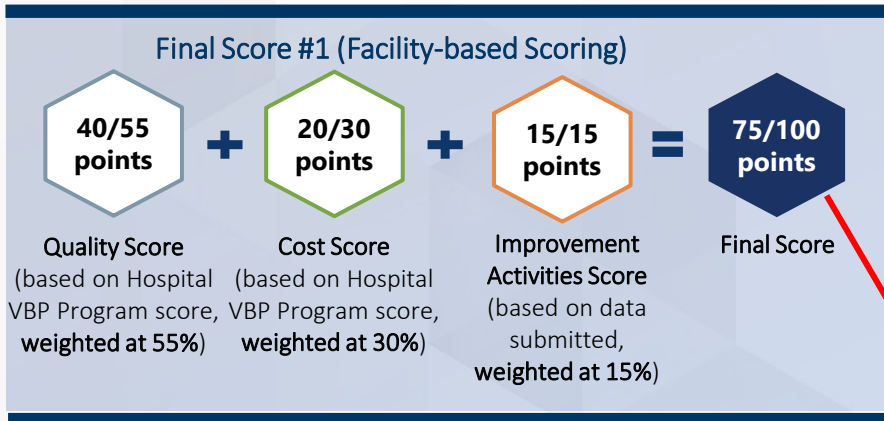 Final Score #1 (Facility-based Scoring)
40/55
points
+
20/30
points
+
15/15
points
=
75/100
points
Quality Score
(based on Hospital
VBP Program score,
weighted at 55%)
Cost Score
(based on Hospital
VBP Program score,
weighted at 30%)
Improvement
Activities Score
(based on data
submitted,
weighted at 15%)
Final Score